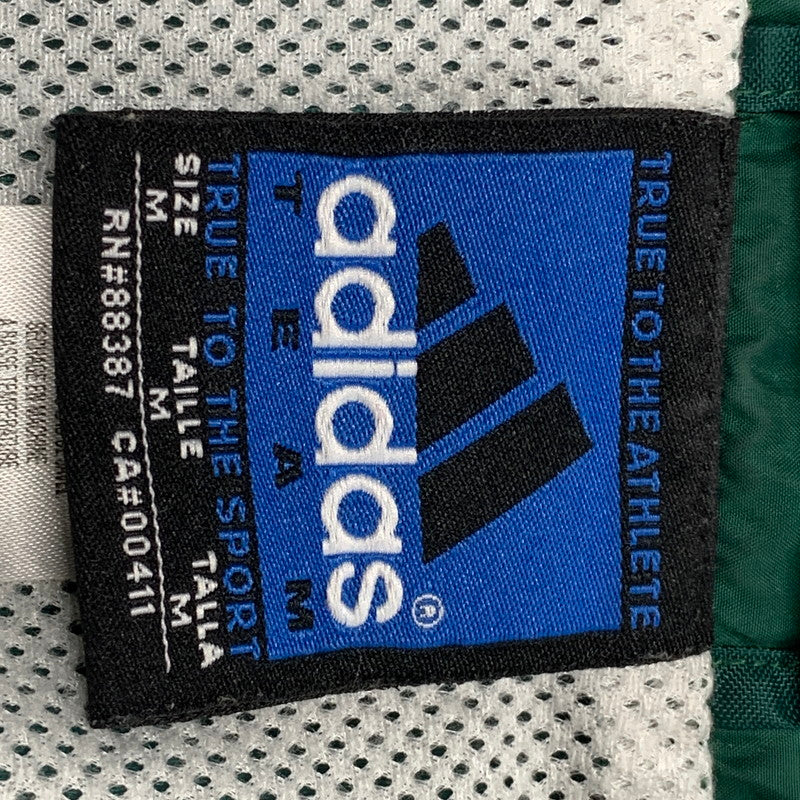 TRUE TO THE ATHLETE
adidas®
TEAM
TRUE TO THE SPORT
SIZE TAILLE TALLA
M M M
RN#88387 CA#00411